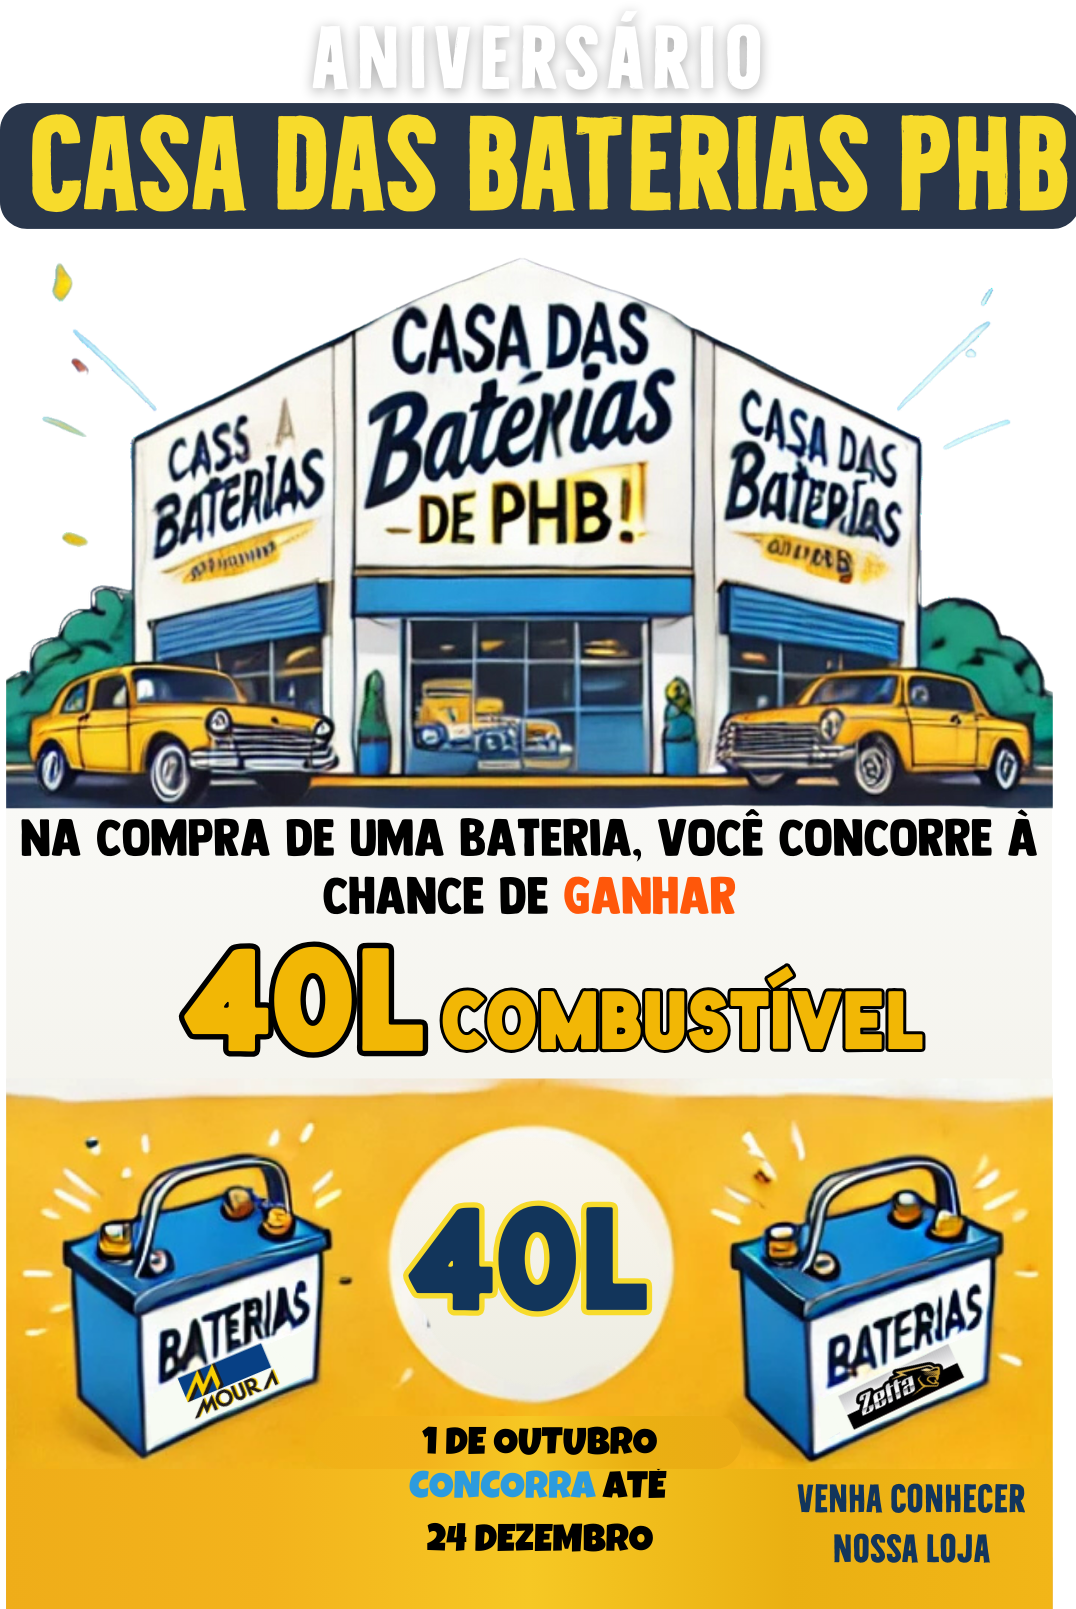 ANIVERSÁRIO
CASA DAS BATERIAS PHB
CASA DAS
Batérias
DE PHB!
CASS A
BATERIAS
CASA DAS
BATERIAS
NA COMPRA DE UMA BATERIA, VOCÊ CONCORRE À
CHANCE DE GANHAR
40L COMBUSTÍVEL
40L
BATERIAS
MOURA
BATERIAS
Zetta
1 DE OUTUBRO
CONCORRA ATÉ
24 DEZEMBRO
VENHA CONHECER
NOSSA LOJA